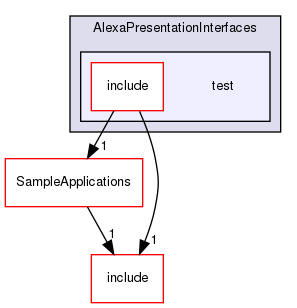 AlexaPresentationInterfaces
include test
1
SampleApplications
1 1
include